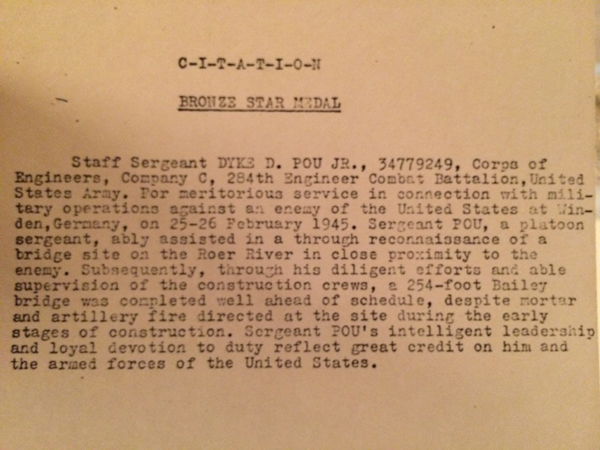 C-I-T-A-T-I-O-N
BRONZE STAR MEDAL
Staff Sergeant DYKE D. POU JR., 34779249, Corps of
Engineers, Company C, 284th Engineer Combat Battalion,United
States Army. For meritorious service in connection with mili-
tary operations against an enemy of the United States at Win-
den,Germany, on 25-26 February 1945. Sergeant POU, a platoon
sergeant, ably assisted in a through reconnaissance of a
bridge site on the Roer River in close proximity to the
enemy. Subsequently, through his diligent efforts and able
supervision of the construction crews, a 254-foot Bailey
bridge was completed well ahead of schedule, despite mortar
and artillery fire directed at the site during the early
stages of construction. Sergeant POU's intelligent leadership
and loyal devotion to duty reflect great credit on him and
the armed forces of the United States.